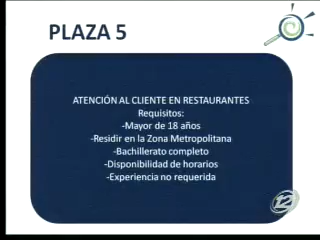 PLAZA 5
ATENCIÓN AL CLIENTE EN RESTAURANTES
Requisitos:
-Mayor de 18 años
-Residir en la Zona Metropolitana
-Bachillerato completo
-Disponibilidad de horarios
-Experiencia no requerida
12